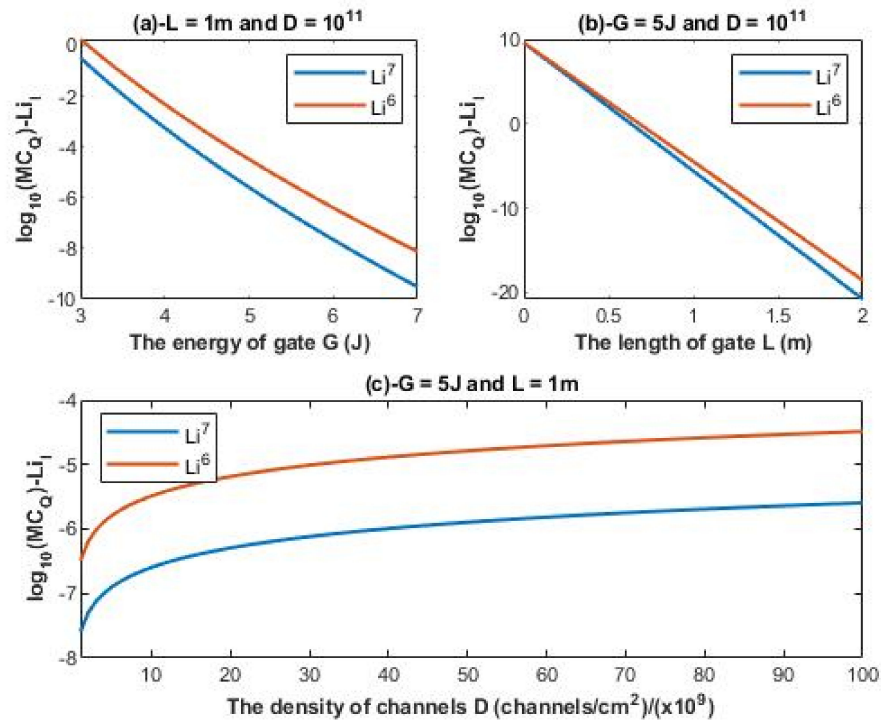 (a)-L = 1m and D = 10¹¹
log₁₀(MC_Q)-Li_I
0
-2
-4
-6
-8
-10
3
4
5
6
7
The energy of gate G (J)
Li⁷
Li⁶
(b)-G = 5J and D = 10¹¹
log₁₀(MC_Q)-Li_I
10
0
-10
-20
0
0.5
1
1.5
2
The length of gate L (m)
Li⁷
Li⁶
(c)-G = 5J and L = 1m
log₁₀(MC_Q)-Li_I
-4
-5
-6
-7
-8
10
20
30
40
50
60
70
80
90
100
The density of channels D (channels/cm²)/(x10⁹)
Li⁷
Li⁶